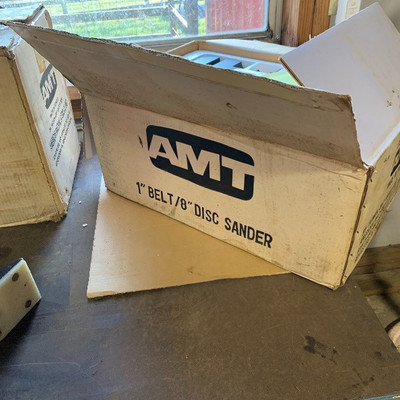 AMT
1" BELT/8" DISC SANDER